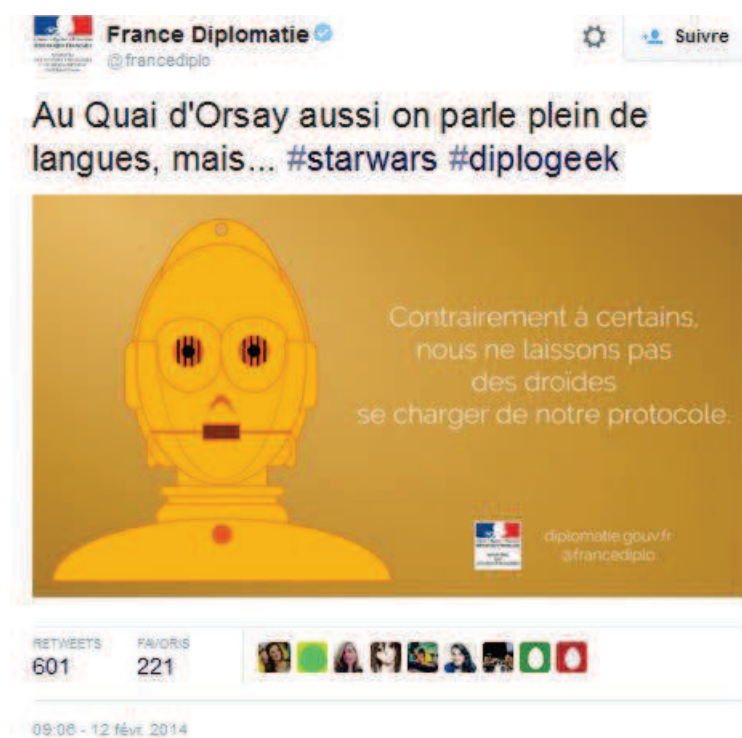 France Diplomatie
@francediplo
Suivre
Au Quai d'Orsay aussi on parle plein de
langues, mais... #starwars #diplogeek
Contrairement à certains,
nous ne laissons pas
des droïdes
se charger de notre protocole.
diplomatie.gouv.fr
@francediplo
RETWEETS
FAVORIS
601
221
09:06 - 12 févr. 2014